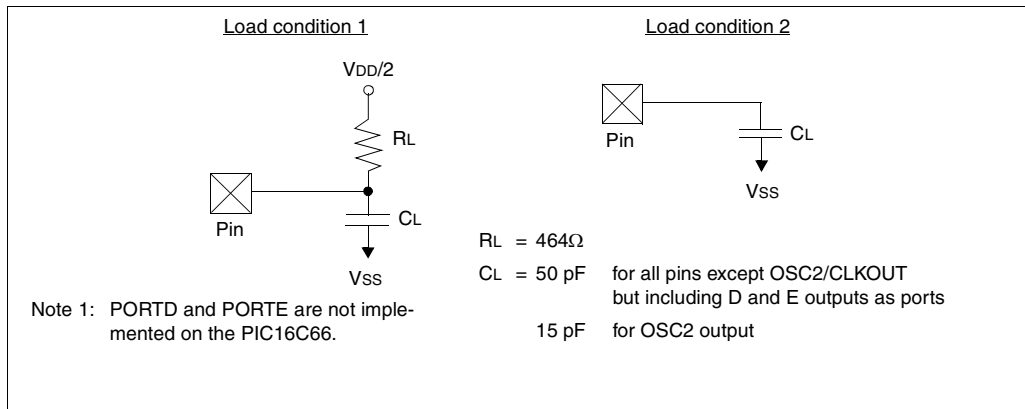 Load condition 1
VDD/2
RL
Pin
CL
VSS
Note 1: PORTD and PORTE are not imple-
mented on the PIC16C66.
Load condition 2
Pin
CL
VSS
RL = 464Ω
CL = 50 pF for all pins except OSC2/CLKOUT
but including D and E outputs as ports
15 pF for OSC2 output